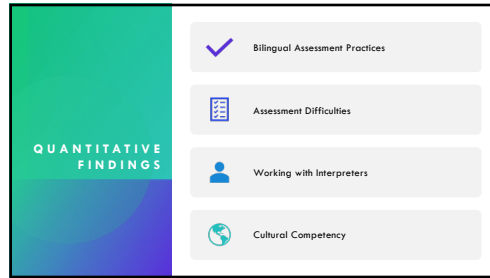 QUANTITATIVE
FINDINGS
Bilingual Assessment Practices
Assessment Difficulties
Working with Interpreters
Cultural Competency